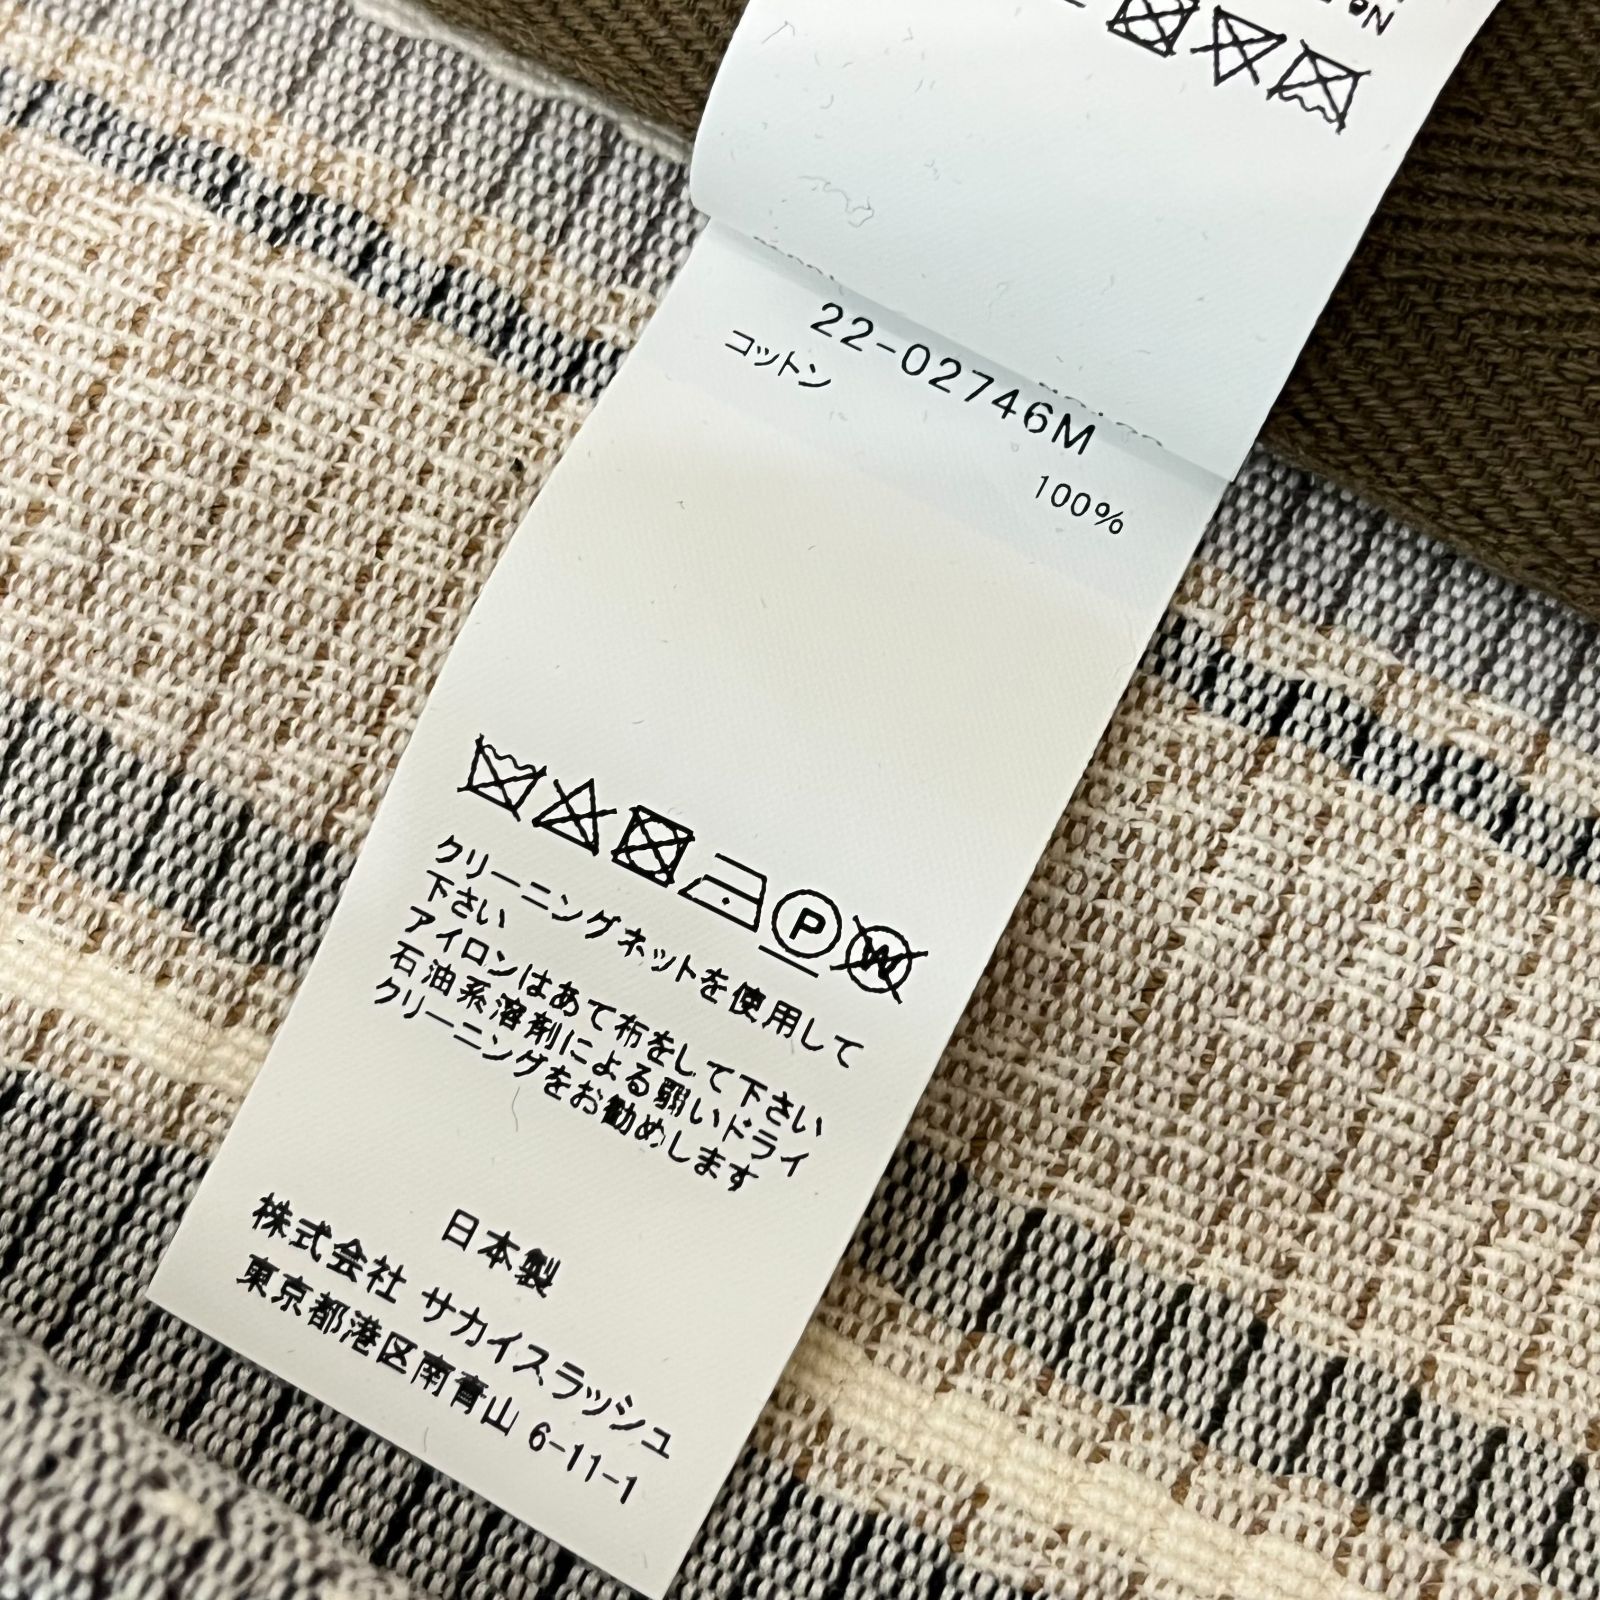 22-02746M
コットン 100%
P W
クリーニングネットを使用して
下さい
アイロンはあて布をして下さい
石油系溶剤による弱いドライ
クリーニングをお勧めします
日本製
株式会社 サカイスラッシュ
東京都港区南青山 6-11-1